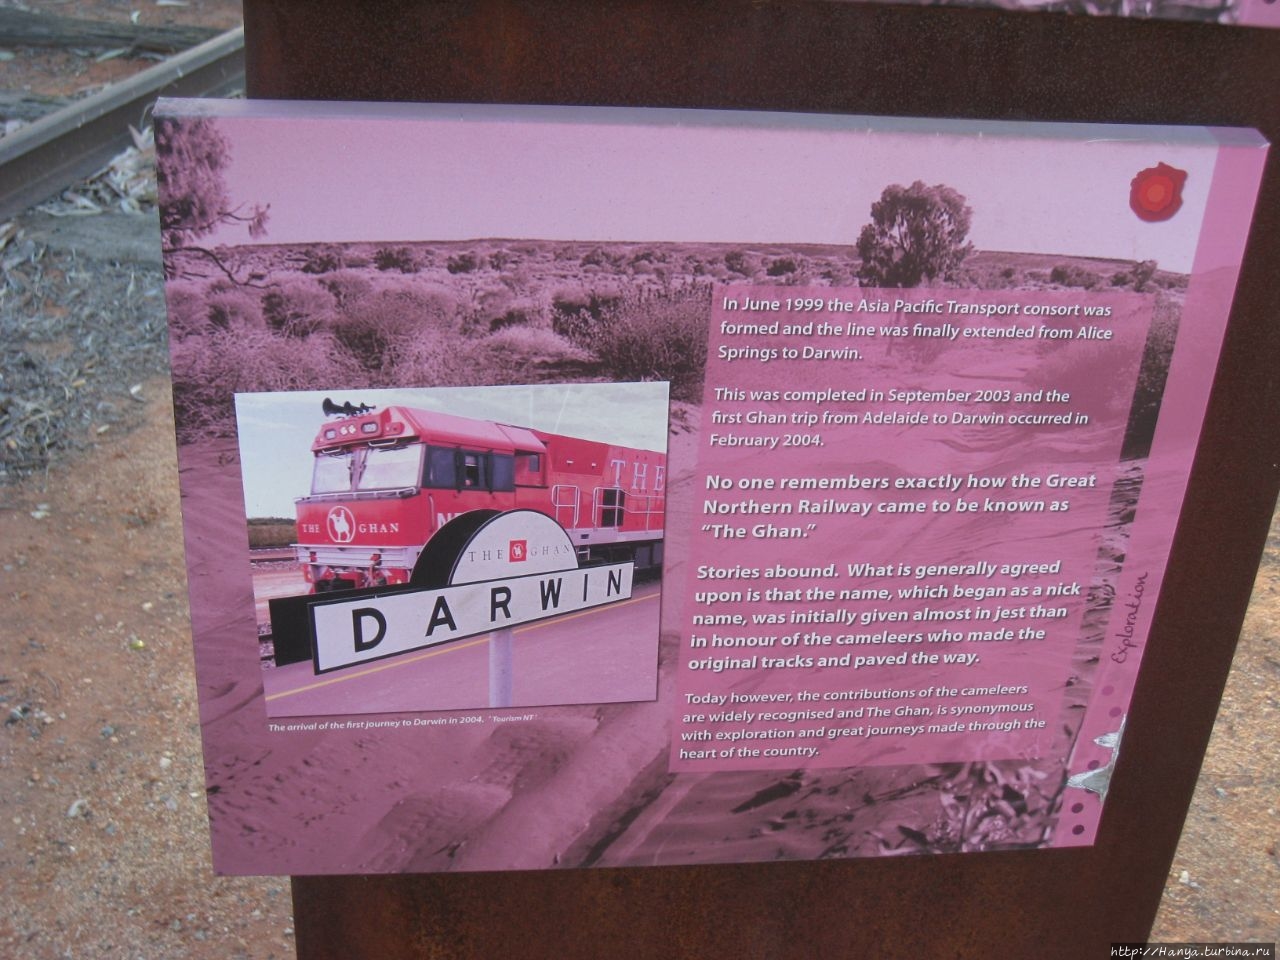 In June 1999 the Asia Pacific Transport consort was
formed and the line was finally extended from Alice
Springs to Darwin.
This was completed in September 2003 and the
first Ghan trip from Adelaide to Darwin occurred in
February 2004.
No one remembers exactly how the Great
Northern Railway came to be known as
“The Ghan.”
Stories abound. What is generally agreed
upon is that the name, which began as a nick
name, was initially given almost in jest than
in honour of the cameleers who made the
original tracks and paved the way.
Today however, the contributions of the cameleers
are widely recognised and The Ghan, is synonymous
with exploration and great journeys made through the
heart of the country.
Exploration
THE
THE GHAN
THE GHAN
DARWIN
The arrival of the first journey to Darwin in 2004. 'Tourism NT'
http://Hanya.turbina.ru